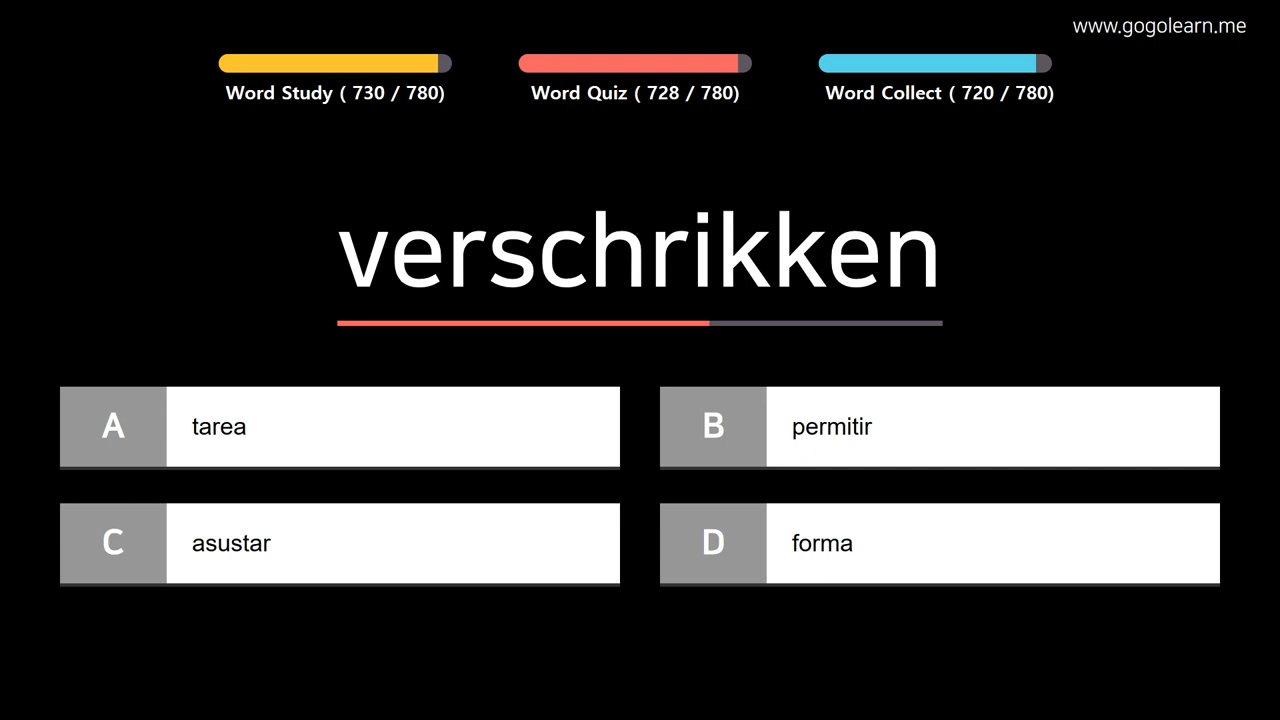 www.gogolearn.me
Word Study ( 730 / 780)
Word Quiz ( 728 / 780)
Word Collect ( 720 / 780)
verschrikken
A tarea
B permitir
C asustar
D forma